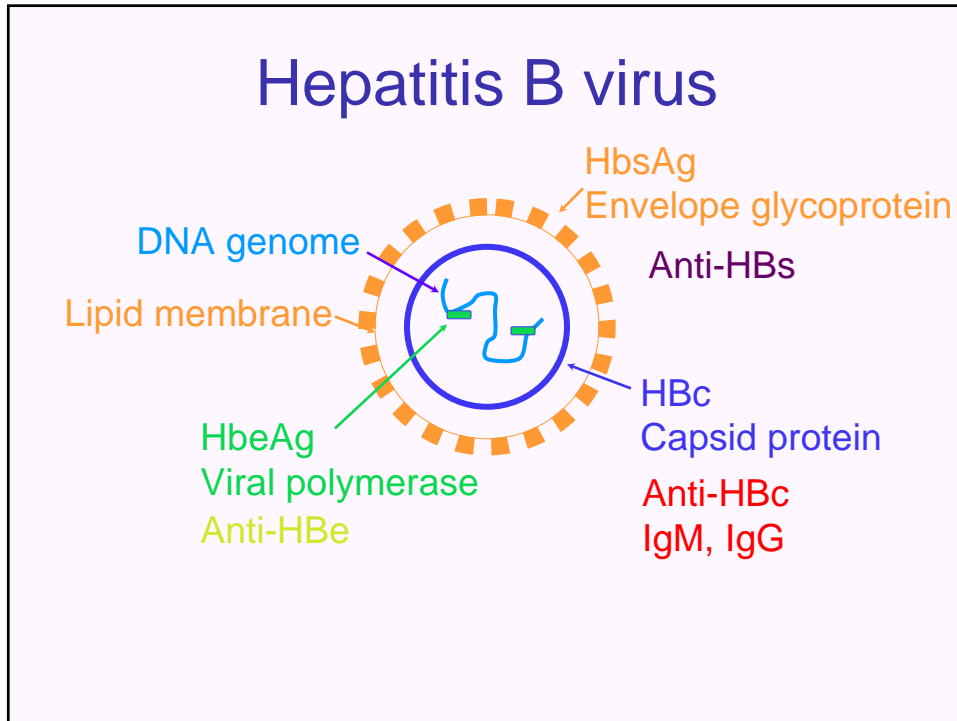 Hepatitis B virus
HbsAg
Envelope glycoprotein
DNA genome
Anti-HBs
Lipid membrane
HBc
Capsid protein
HbeAg
Viral polymerase
Anti-HBe
Anti-HBc
IgM, IgG